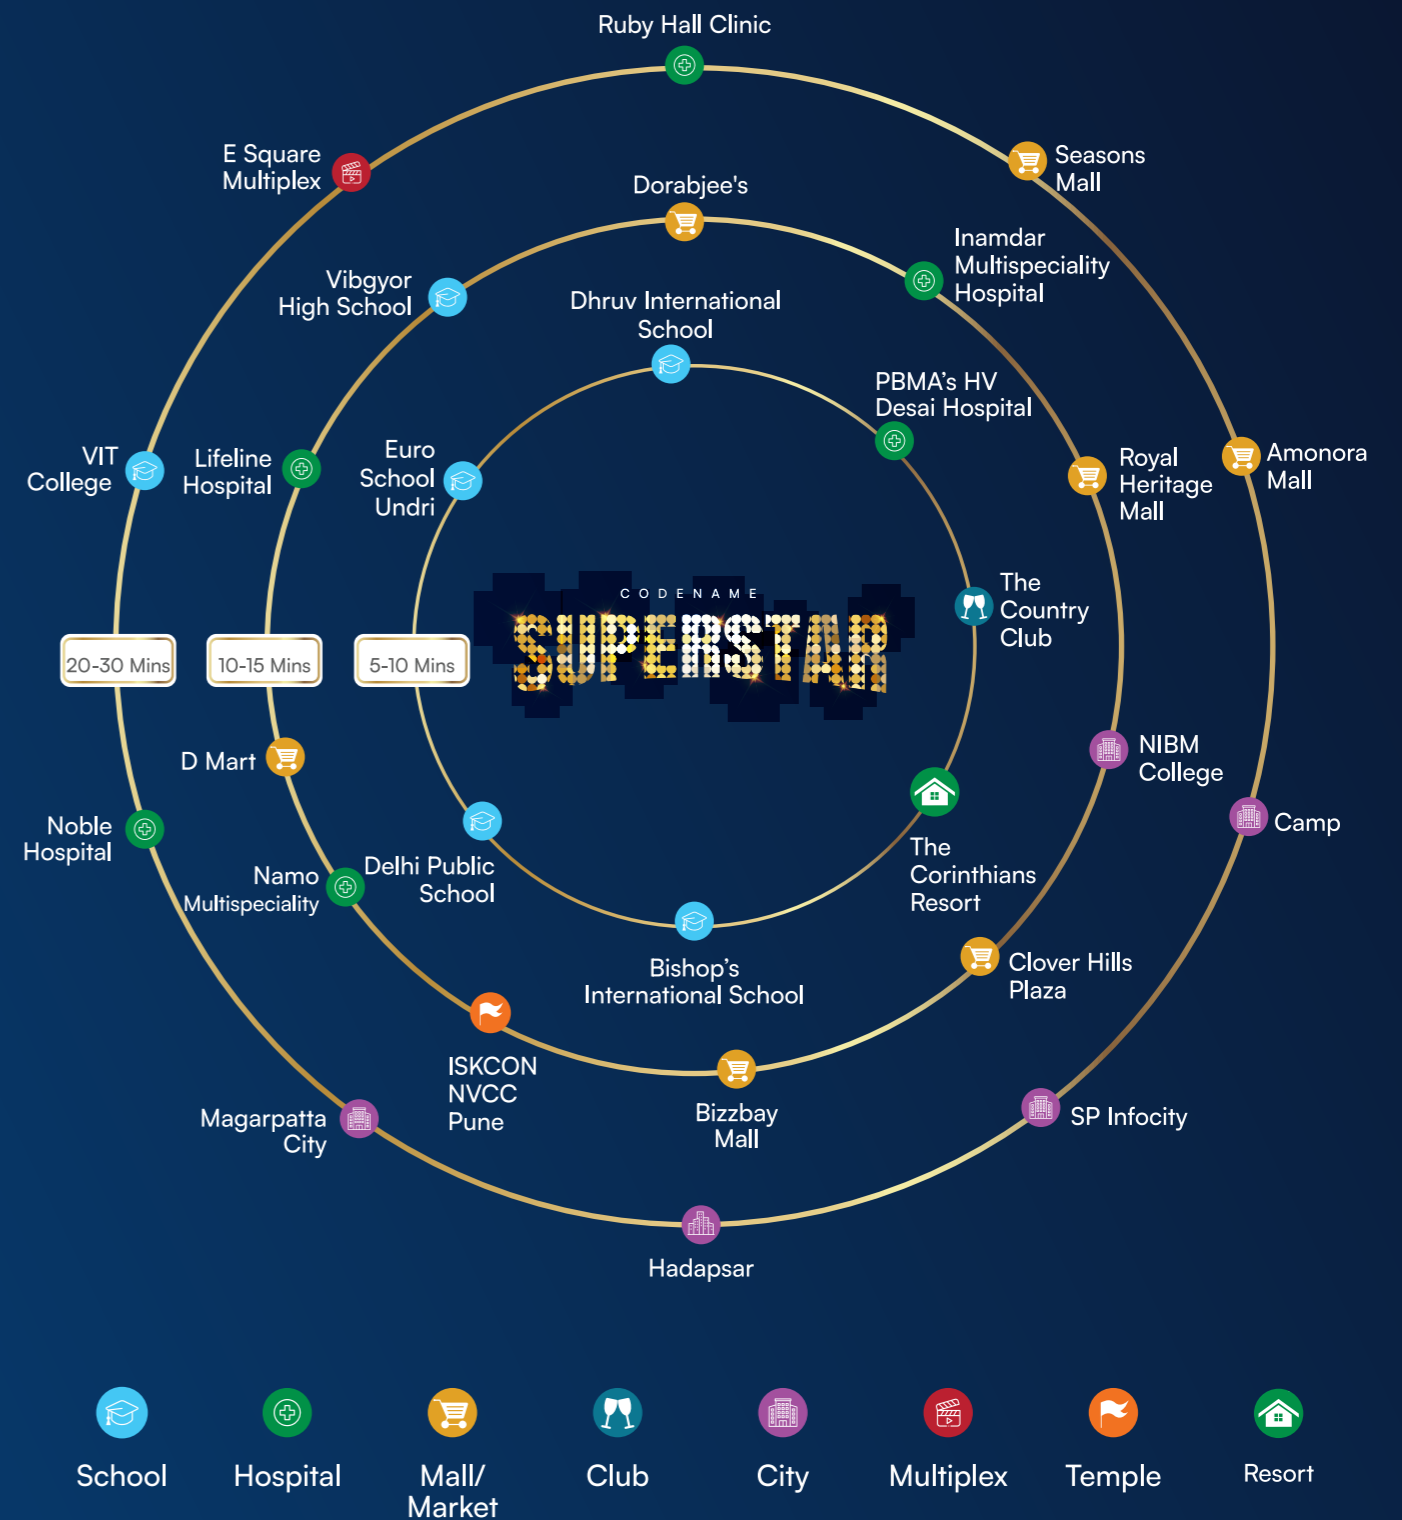 Ruby Hall Clinic
E Square
Multiplex
Seasons
Mall
Dorabjee's
Inamdar
Multispeciality
Hospital
Vibgyor
High School
Dhruv International
School
PBMA's HV
Desai Hospital
VIT
College
Lifeline
Hospital
Euro
School
Undri
Royal
Heritage
Mall
Amonora
Mall
CODENAME
SUPERSTAR
The
Country
Club
20-30 Mins
10-15 Mins
5-10 Mins
D Mart
NIBM
College
Noble
Hospital
Camp
Namo
Multispeciality
Delhi Public
School
The
Corinthians
Resort
Bishop's
International School
Clover Hills
Plaza
ISKCON
NVCC
Pune
Magarpatta
City
Bizzbay
Mall
SP Infocity
Hadapsar
School
Hospital
Mall/
Market
Club
City
Multiplex
Temple
Resort